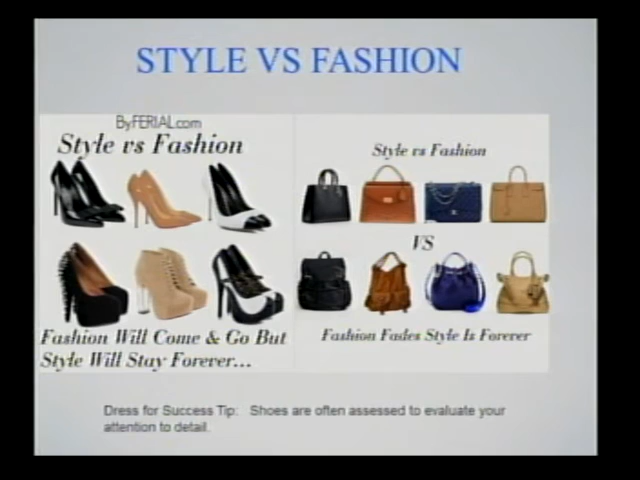 STYLE VS FASHION
ByFERIAL.com
Style vs Fashion
Fashion Will Come & Go But
Style Will Stay Forever...
Style vs Fashion
VS
Fashion Fades Style Is Forever
Dress for Success Tip: Shoes are often assessed to evaluate your
attention to detail.